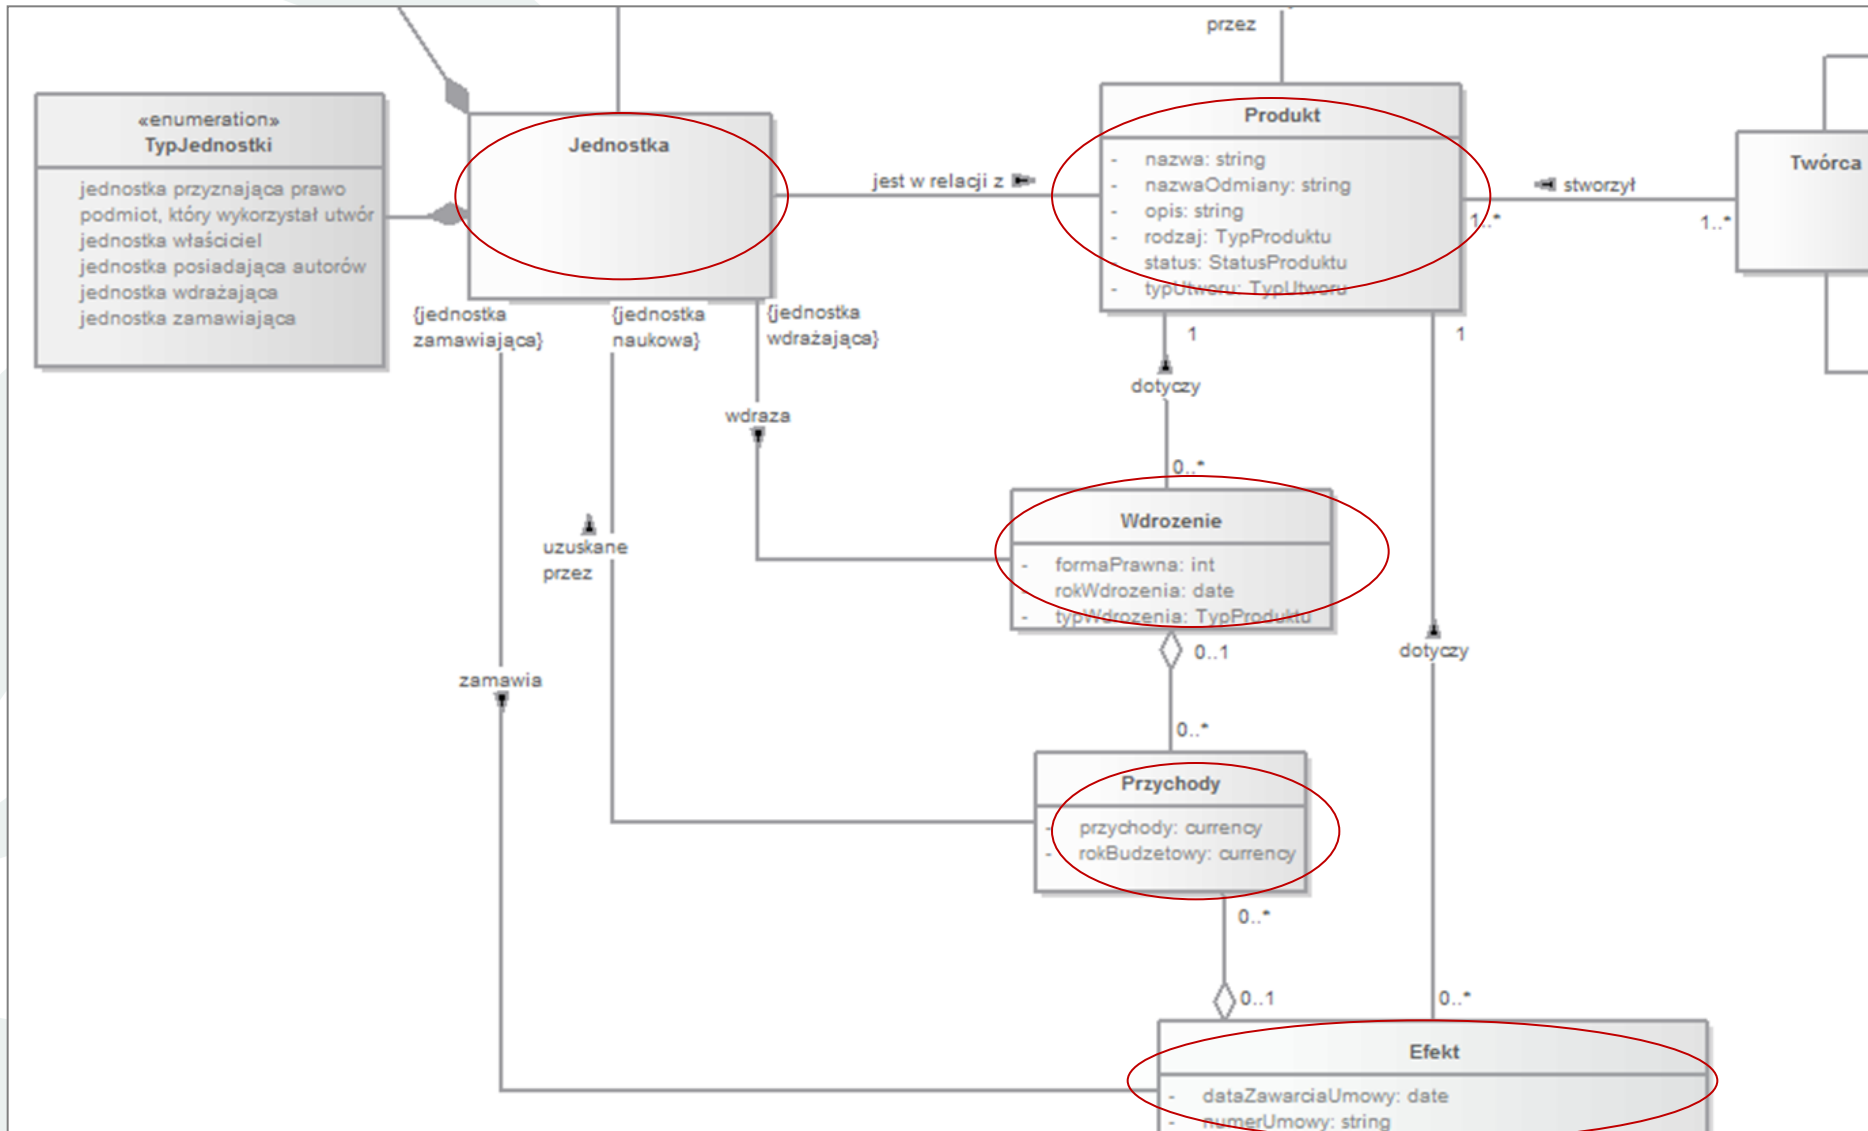 przez
«enumeration»
TypJednostki
jednostka przyznająca prawo
podmiot, który wykorzystał utwór
jednostka właściciel
jednostka posiadająca autorów
jednostka wdrażająca
jednostka zamawiająca
Jednostka
jest w relacji z
Produkt
- nazwa: string
- nazwaOdmiany: string
- opis: string
- rodzaj: TypProduktu
- status: StatusProduktu
- typUtworu: TypUtworu
stworzył
1..*
1..*
Twórca
{jednostka
zamawiająca}
{jednostka
naukowa}
{jednostka
wdrażająca}
1
1
dotyczy
wdraza
0..*
Wdrozenie
- formaPrawna: int
- rokWdrozenia: date
- typWdrozenia: TypProduktu
uzuskane
przez
0..1
dotyczy
zamawia
0..*
Przychody
- przychody: currency
- rokBudzetowy: currency
0..*
0..1
0..*
Efekt
- dataZawarciaUmowy: date
- numerUmowy: string